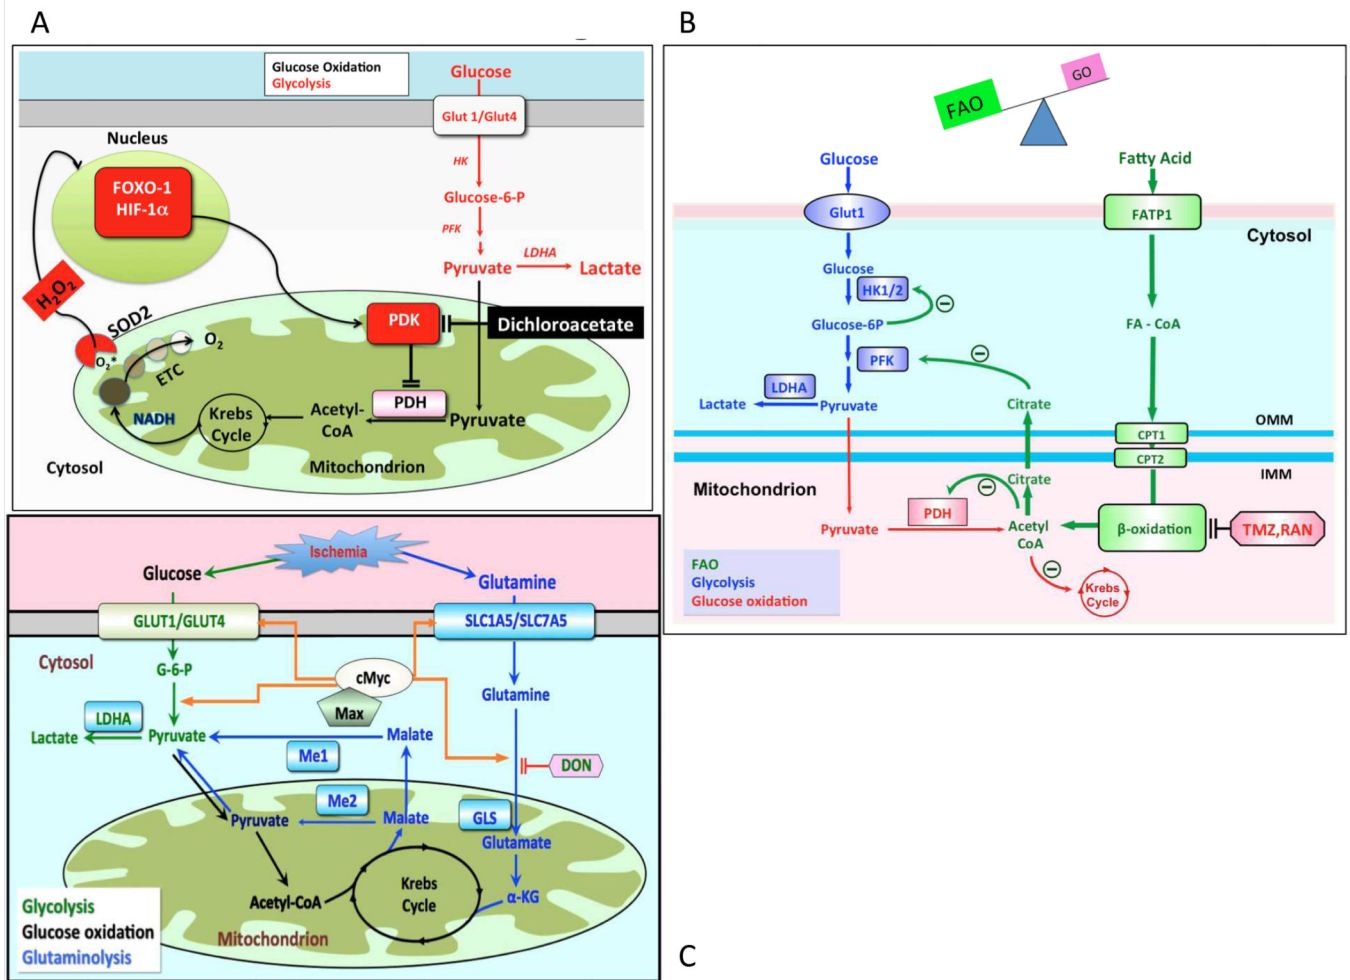 A
Glucose Oxidation
Glycolysis
Glucose
Glut 1/Glut4
HK
Glucose-6-P
PFK
LDHA
Pyruvate
Lactate
Nucleus
FOXO-1
HIF-1α
H₂O₂
SOD2
O₂*
ETC
O₂
NADH
PDK
Dichloroacetate
PDH
Pyruvate
Acetyl-
CoA
Krebs
Cycle
Cytosol
Mitochondrion
B
FAO
GO
Glucose
Fatty Acid
Glut1
FATP1
Cytosol
Glucose
HK1/2
Glucose-6P
FA - CoA
PFK
LDHA
Lactate
Pyruvate
Citrate
OMM
CPT1
CPT2
IMM
Mitochondrion
Citrate
PDH
Pyruvate
Acetyl
CoA
β-oxidation
TMZ,RAN
Krebs
Cycle
FAO
Glycolysis
Glucose oxidation
Ischemia
Glucose
Glutamine
GLUT1/GLUT4
SLC1A5/SLC7A5
Cytosol
G-6-P
cMyc
Max
Glutamine
LDHA
Lactate
Pyruvate
Malate
Me1
DON
Me2
Pyruvate
Malate
GLS
Glutamate
Acetyl-CoA
Krebs
Cycle
α-KG
Mitochondrion
Glycolysis
Glucose oxidation
Glutaminolysis
C